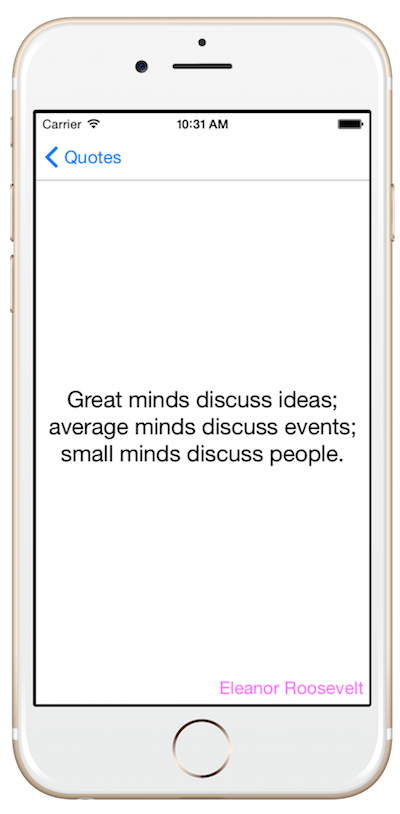 Carrier 10:31 AM
Quotes
Great minds discuss ideas;
average minds discuss events;
small minds discuss people.
Eleanor Roosevelt